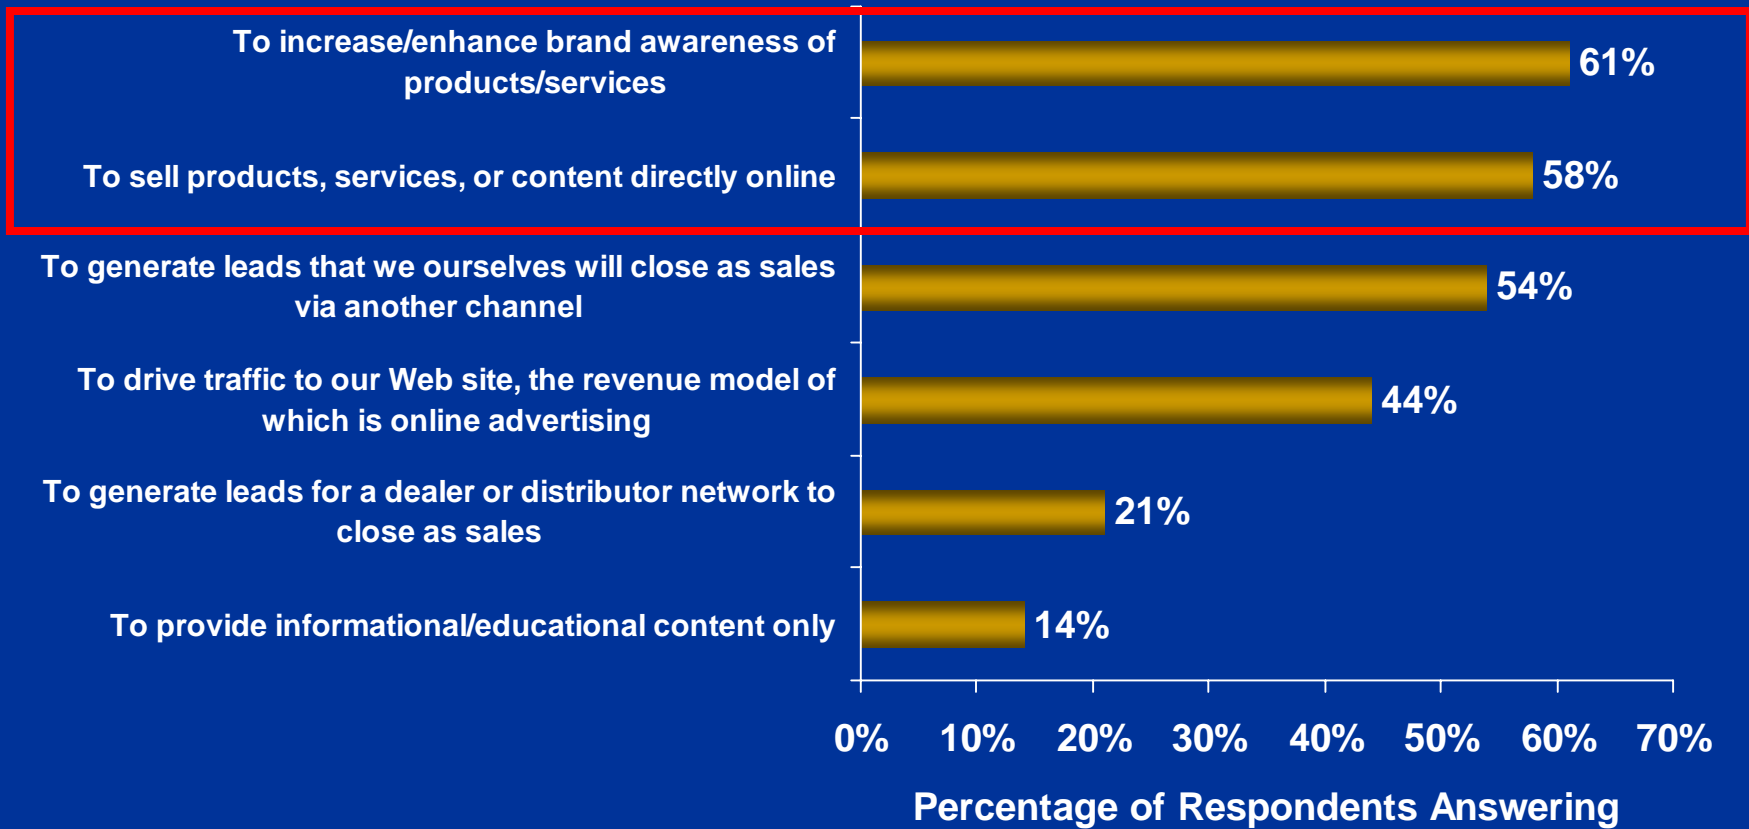 To increase/enhance brand awareness of
products/services
61%
To sell products, services, or content directly online
58%
To generate leads that we ourselves will close as sales
via another channel
54%
To drive traffic to our Web site, the revenue model of
which is online advertising
44%
To generate leads for a dealer or distributor network to
close as sales
21%
To provide informational/educational content only
14%
0% 10% 20% 30% 40% 50% 60% 70%
Percentage of Respondents Answering